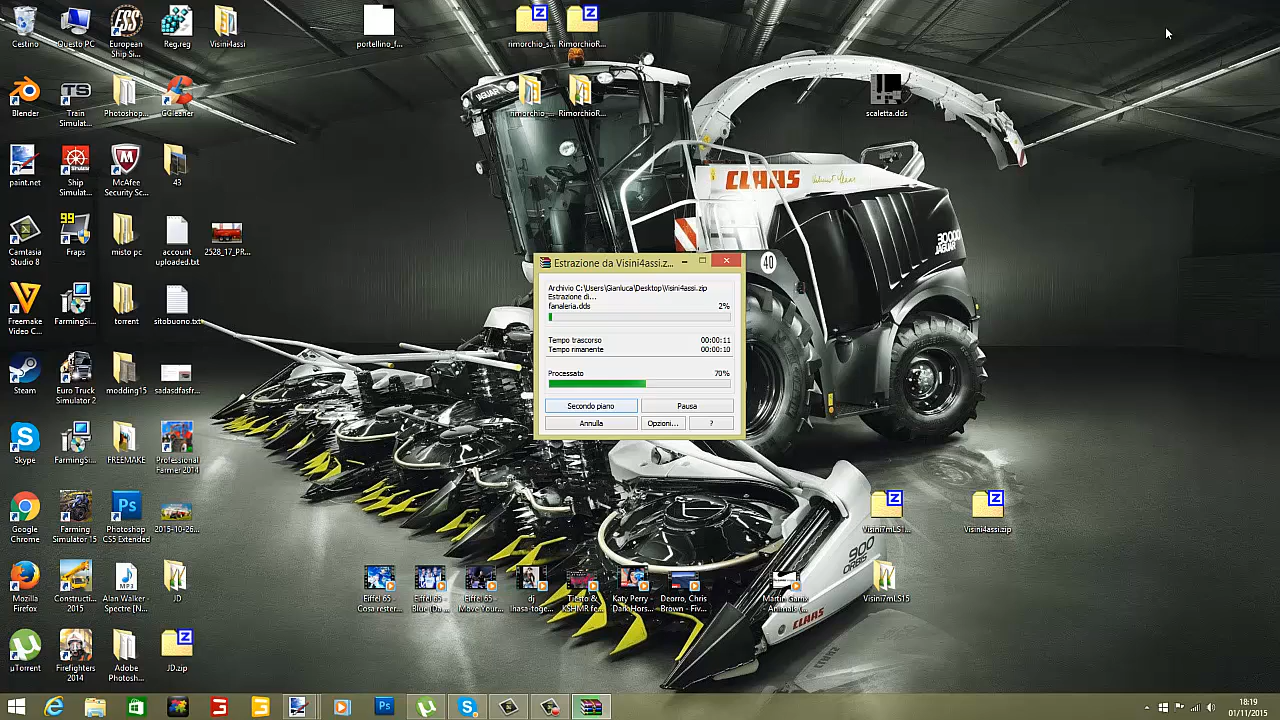 Cestino
Questo PC
European Ship Si...
Reg.reg
Visini4assi
portellino_f...
rimorchio_s...
RimorchioR...
Blender
Train Simulat...
Photoshop...
CCleaner
rimorchio_...
RimorchioR...
scaletta.dds
paint.net
Ship Simulat...
McAfee Security Sc...
43
Camtasia Studio 8
Fraps
misto pc
account uploaded.txt
2528_17_PR...
Freemake Video C...
FarmingSi...
torrent
sitobuono.txt
Steam
Euro Truck Simulator 2
modding15
sadasdfasfr...
Skype
FarmingSi...
FREEMAKE
Professional Farmer 2014
Google Chrome
Farming Simulator 15
Photoshop CS5 Extended
2015-10-26...
Mozilla Firefox
Constructi... 2015
Alan Walker - Spectre [N...
JD
µTorrent
Firefighters 2014
Adobe Photosh...
JD.zip
JAGUAR
CLAAS
40
30000
JAGUAR
900
ORBIS
CLAAS
Estrazione da Visini4assi.z...
Archivio C:\Users\Gianluca\Desktop\Visini4assi.zip
Estrazione di...
fanaleria.dds 2%
Tempo trascorso 00:00:11
Tempo rimanente 00:00:10
Processato 70%
Secondo piano Pausa
Annulla Opzioni... ?
Visini7mLS1...
Visini4assi.zip
Eiffel 65 - Cosa rester...
Eiffel 65 - Blue (Da ...
Eiffel 65 - Move Your...
dj Inasa-toge...
Tiësto & KSHMR fe...
Katy Perry - Dark Hors...
Deorro, Chris Brown - Fiv...
Martin Garrix Animals (...
Visini7mLS15
18:19
01/11/2015